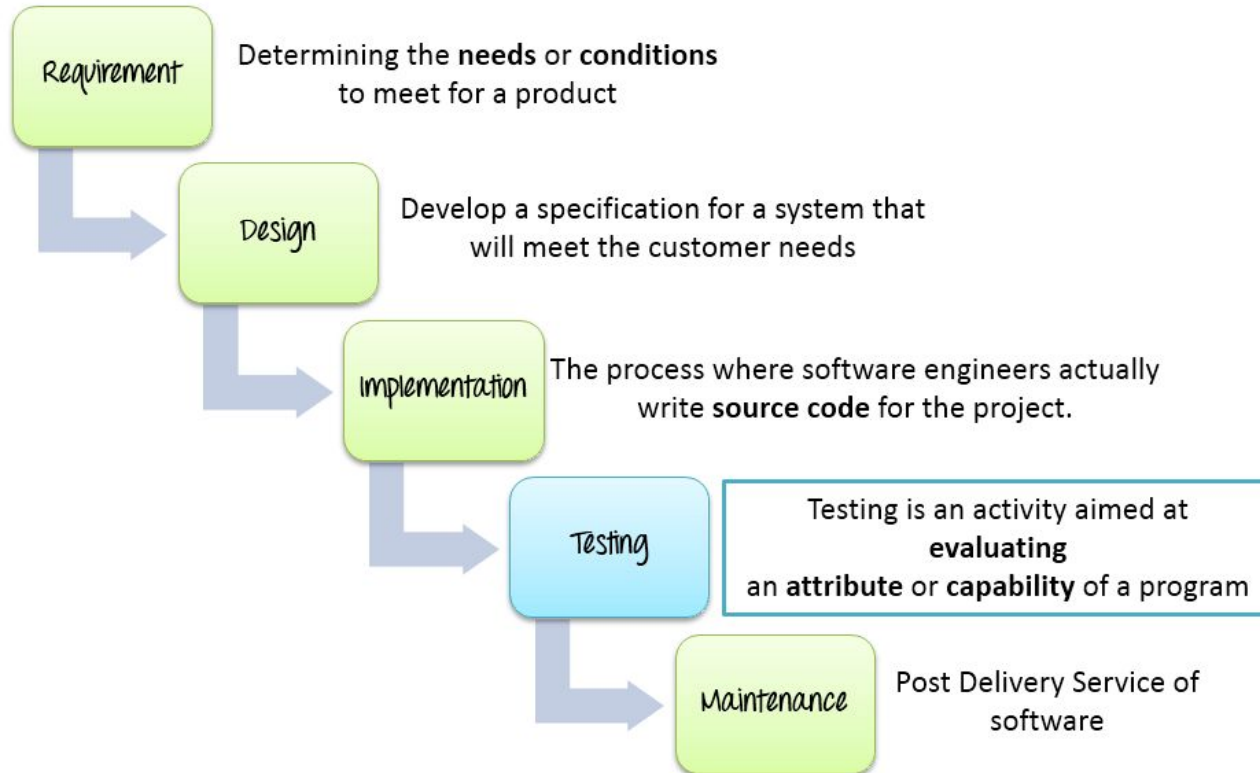 Requirement
Determining the needs or conditions
to meet for a product
Design
Develop a specification for a system that
will meet the customer needs
Implementation
The process where software engineers actually
write source code for the project.
Testing
Testing is an activity aimed at
evaluating
an attribute or capability of a program
Maintenance
Post Delivery Service of
software